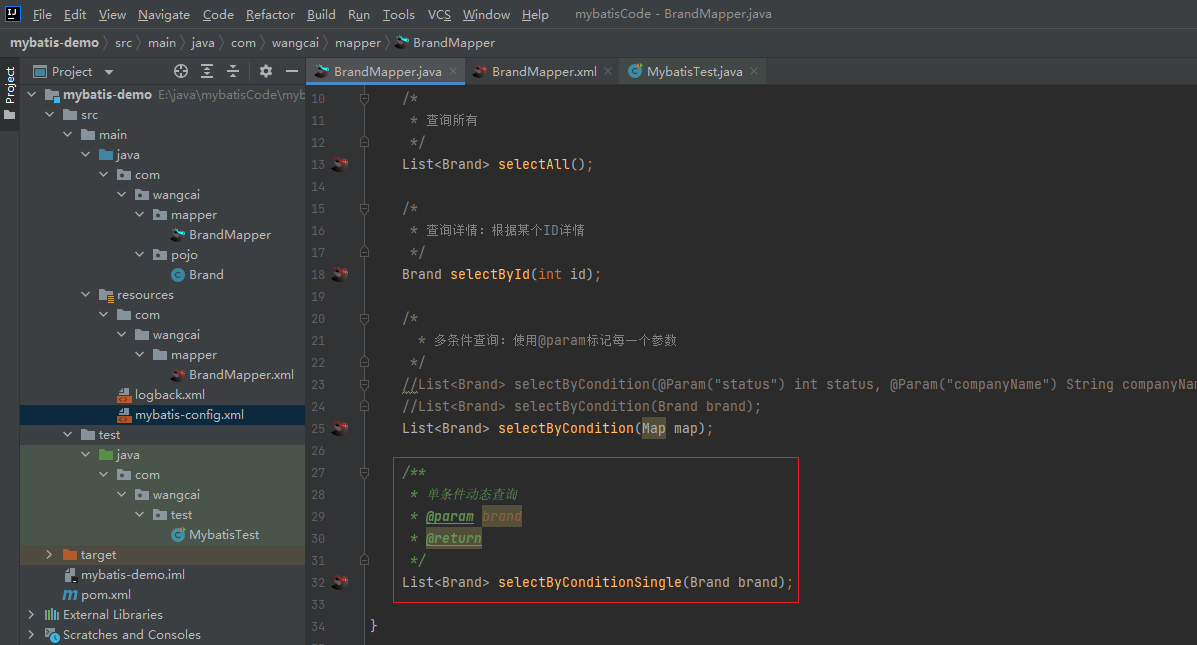 File Edit View Navigate Code Refactor Build Run Tools VCS Window Help mybatisCode - BrandMapper.java
mybatis-demo src main java com wangcai mapper BrandMapper
Project
Project
BrandMapper.java BrandMapper.xml MybatisTest.java
mybatis-demo E:\java\mybatisCode\myb
src
main
java
com
wangcai
mapper
BrandMapper
pojo
Brand
resources
com
wangcai
mapper
BrandMapper.xml
logback.xml
mybatis-config.xml
test
java
com
wangcai
test
MybatisTest
target
mybatis-demo.iml
pom.xml
External Libraries
Scratches and Consoles
10 /*
11 * 查询所有
12 */
13 List<Brand> selectAll();
14
15 /*
16 * 查询详情：根据某个ID详情
17 */
18 Brand selectById(int id);
19
20 /*
21 * 多条件查询：使用@param标记每一个参数
22 */
23 //List<Brand> selectByCondition(@Param("status") int status, @Param("companyName") String companyNam
24 //List<Brand> selectByCondition(Brand brand);
25 List<Brand> selectByCondition(Map map);
26
27 /**
28 * 单条件动态查询
29 * @param brand
30 * @return
31 */
32 List<Brand> selectByConditionSingle(Brand brand);
33
34 }